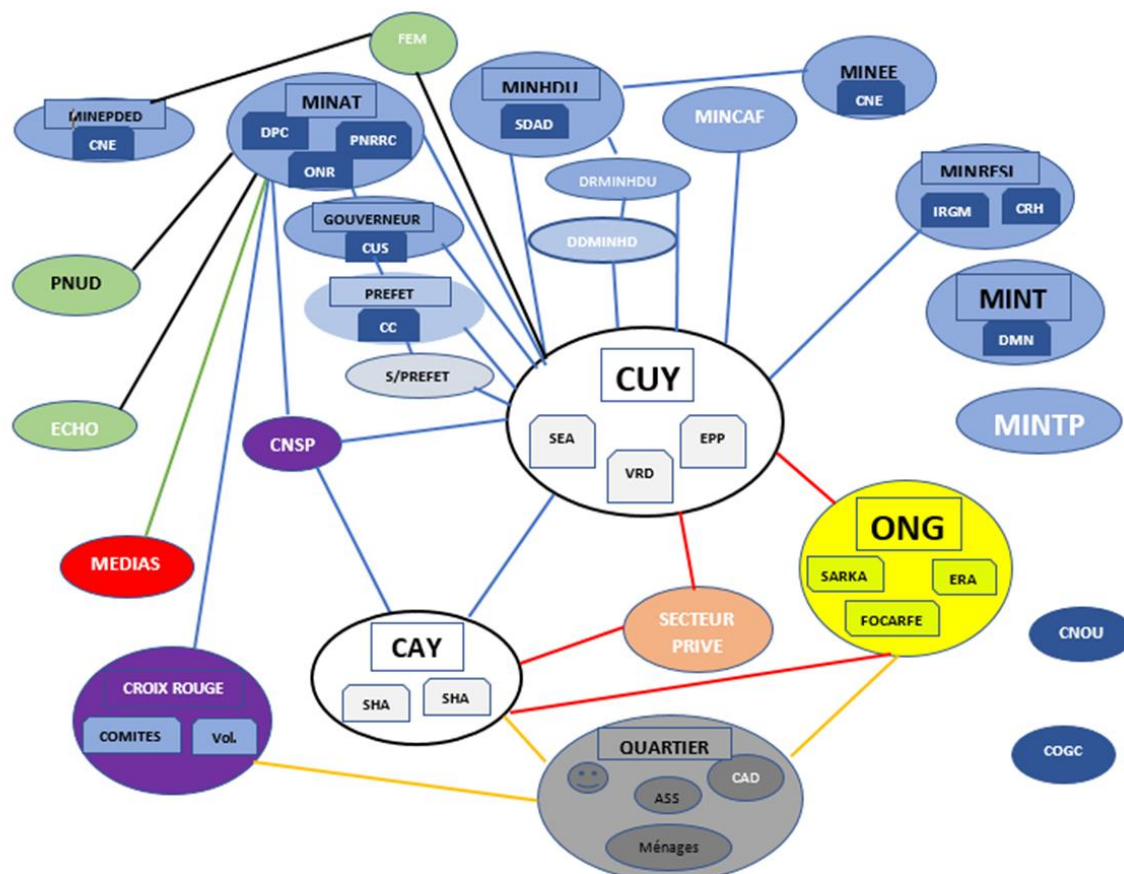 FEM
MINEPDED
CNE
MINAT
DPC
PNRRC
ONR
MINHDU
SDAD
MINEE
CNE
MINCAF
DRMINHDU
DDMINHD
MINRESI
IRGM
CRH
GOUVERNEUR
CUS
PREFET
CC
S/PREFET
PNUD
MINT
DMN
ECHO
CNSP
CUY
SEA
VRD
EPP
MINTP
MEDIAS
ONG
SARKA
ERA
FOCARFE
SECTEUR
PRIVE
CNOU
CAY
SHA
SHA
CROIX ROUGE
COMITES
Vol.
QUARTIER
ASS
CAD
Ménages
COGC